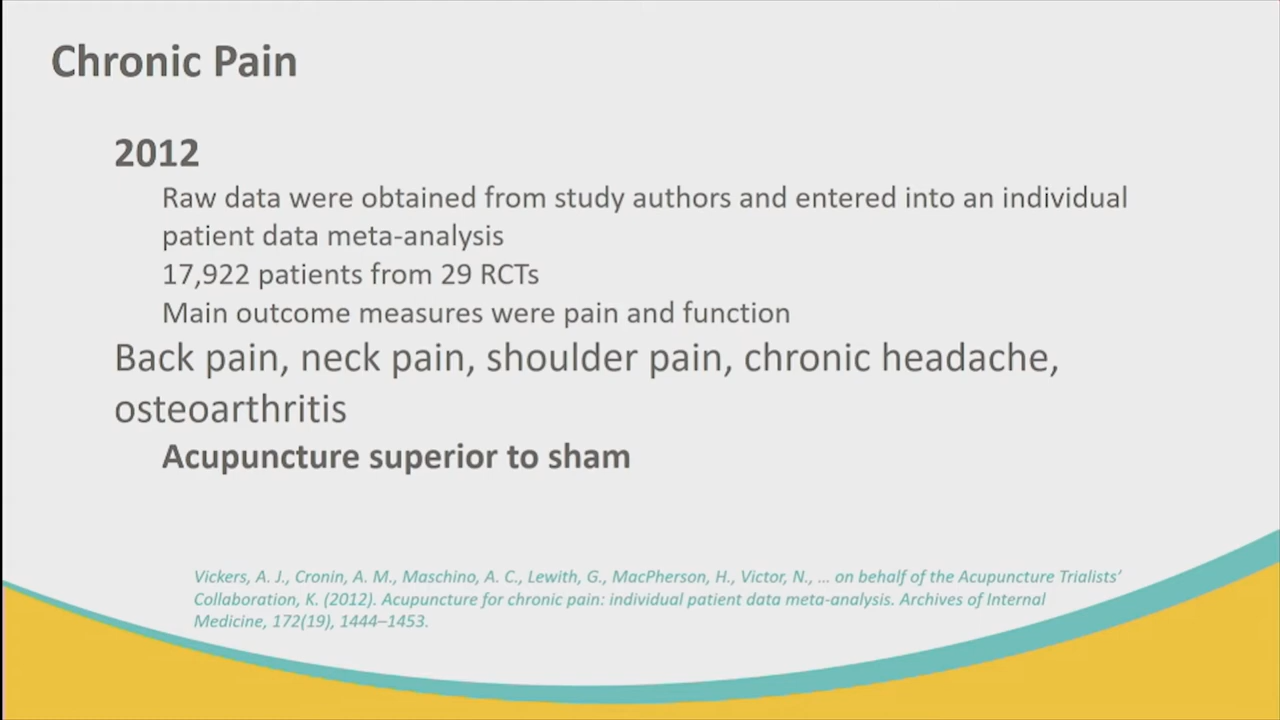 Chronic Pain
2012
Raw data were obtained from study authors and entered into an individual
patient data meta-analysis
17,922 patients from 29 RCTs
Main outcome measures were pain and function
Back pain, neck pain, shoulder pain, chronic headache,
osteoarthritis
Acupuncture superior to sham
Vickers, A. J., Cronin, A. M., Maschino, A. C., Lewith, G., MacPherson, H., Victor, N., … on behalf of the Acupuncture Trialists’
Collaboration, K. (2012). Acupuncture for chronic pain: individual patient data meta-analysis. Archives of Internal
Medicine, 172(19), 1444–1453.